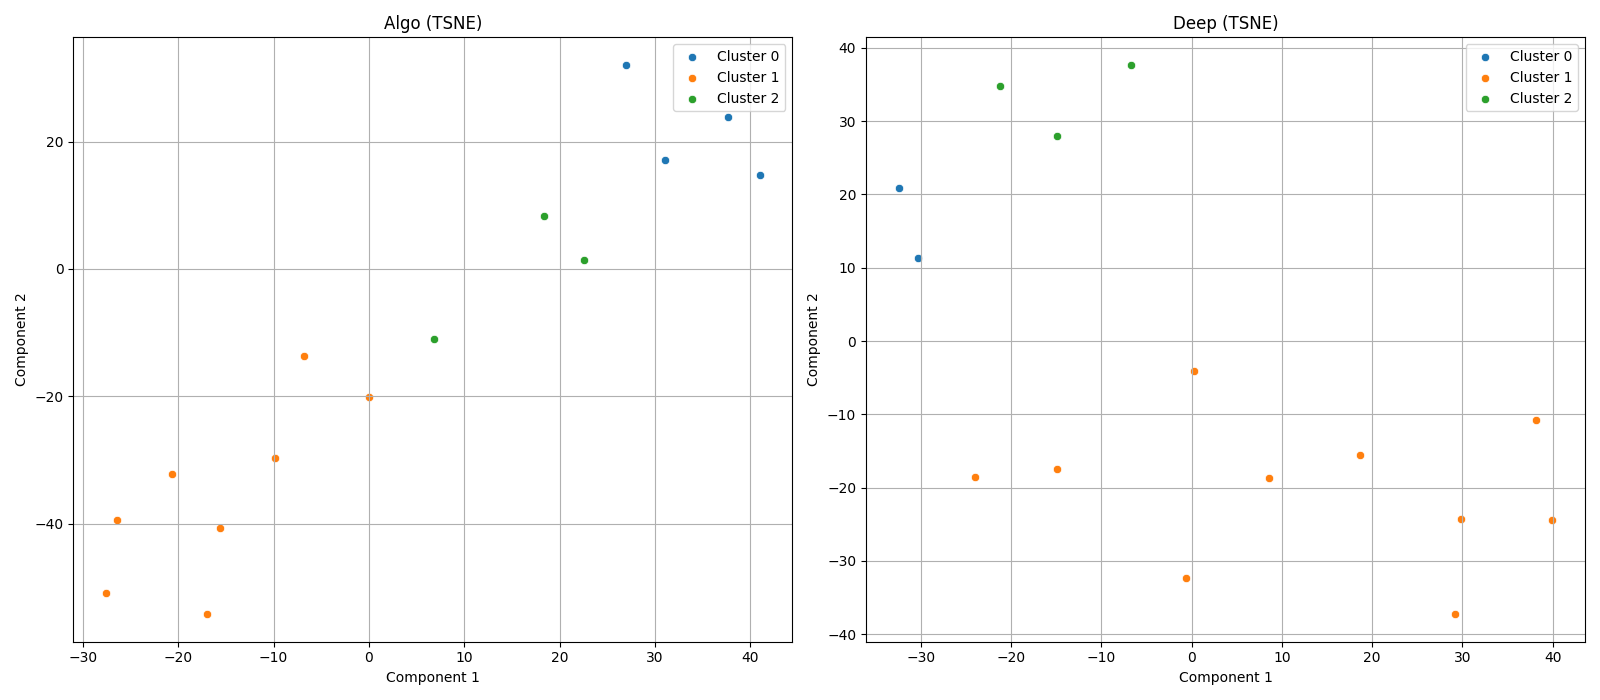 Algo (TSNE)
Cluster 0
Cluster 1
Cluster 2
20
0
−20
−40
Component 2
−30
−20
−10
0
10
20
30
40
Component 1
Deep (TSNE)
Cluster 0
Cluster 1
Cluster 2
40
30
20
10
0
−10
−20
−30
−40
Component 2
−30
−20
−10
0
10
20
30
40
Component 1